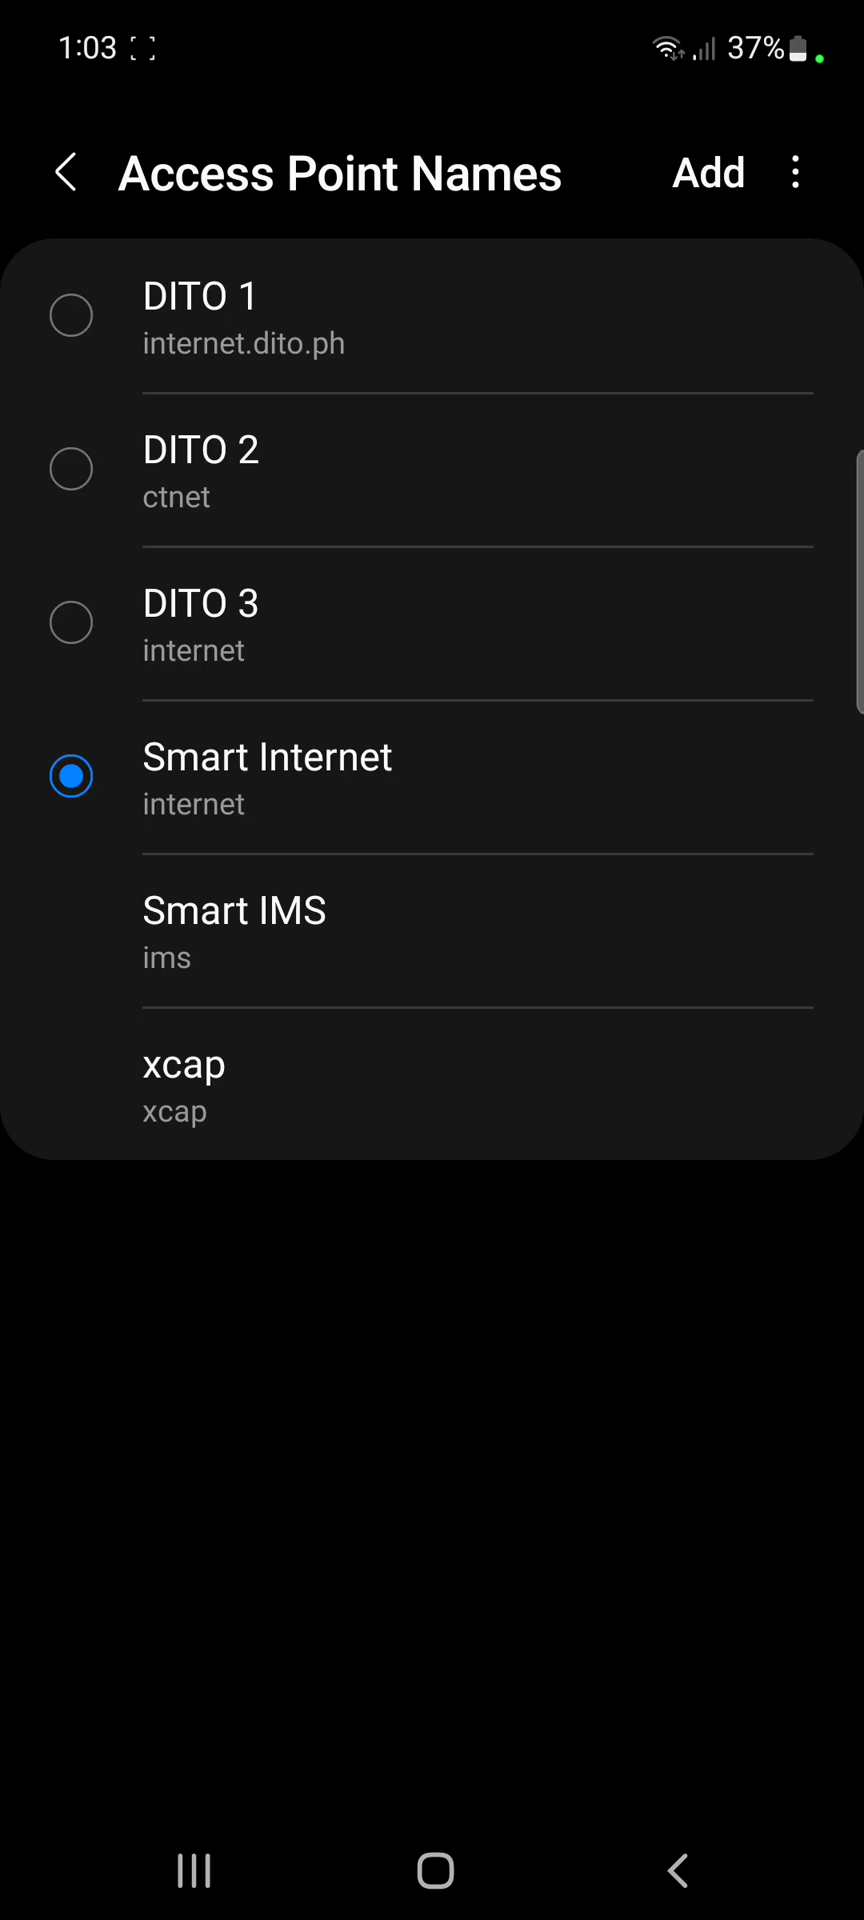 1:03 37%
Access Point Names Add
DITO 1
internet.dito.ph
DITO 2
ctnet
DITO 3
internet
Smart Internet
internet
Smart IMS
ims
xcap
xcap